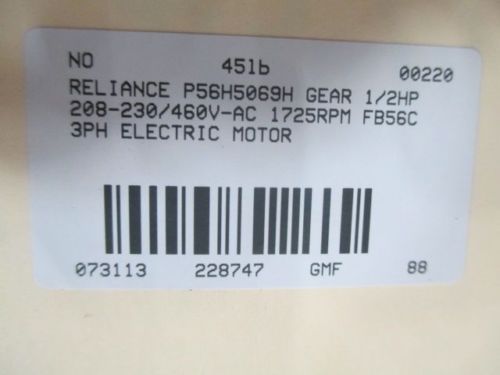 NO 45lb 00220
RELIANCE P56H5069H GEAR 1/2HP
208-230/460V-AC 1725RPM FB56C
3PH ELECTRIC MOTOR
073113 228747 GMF 88